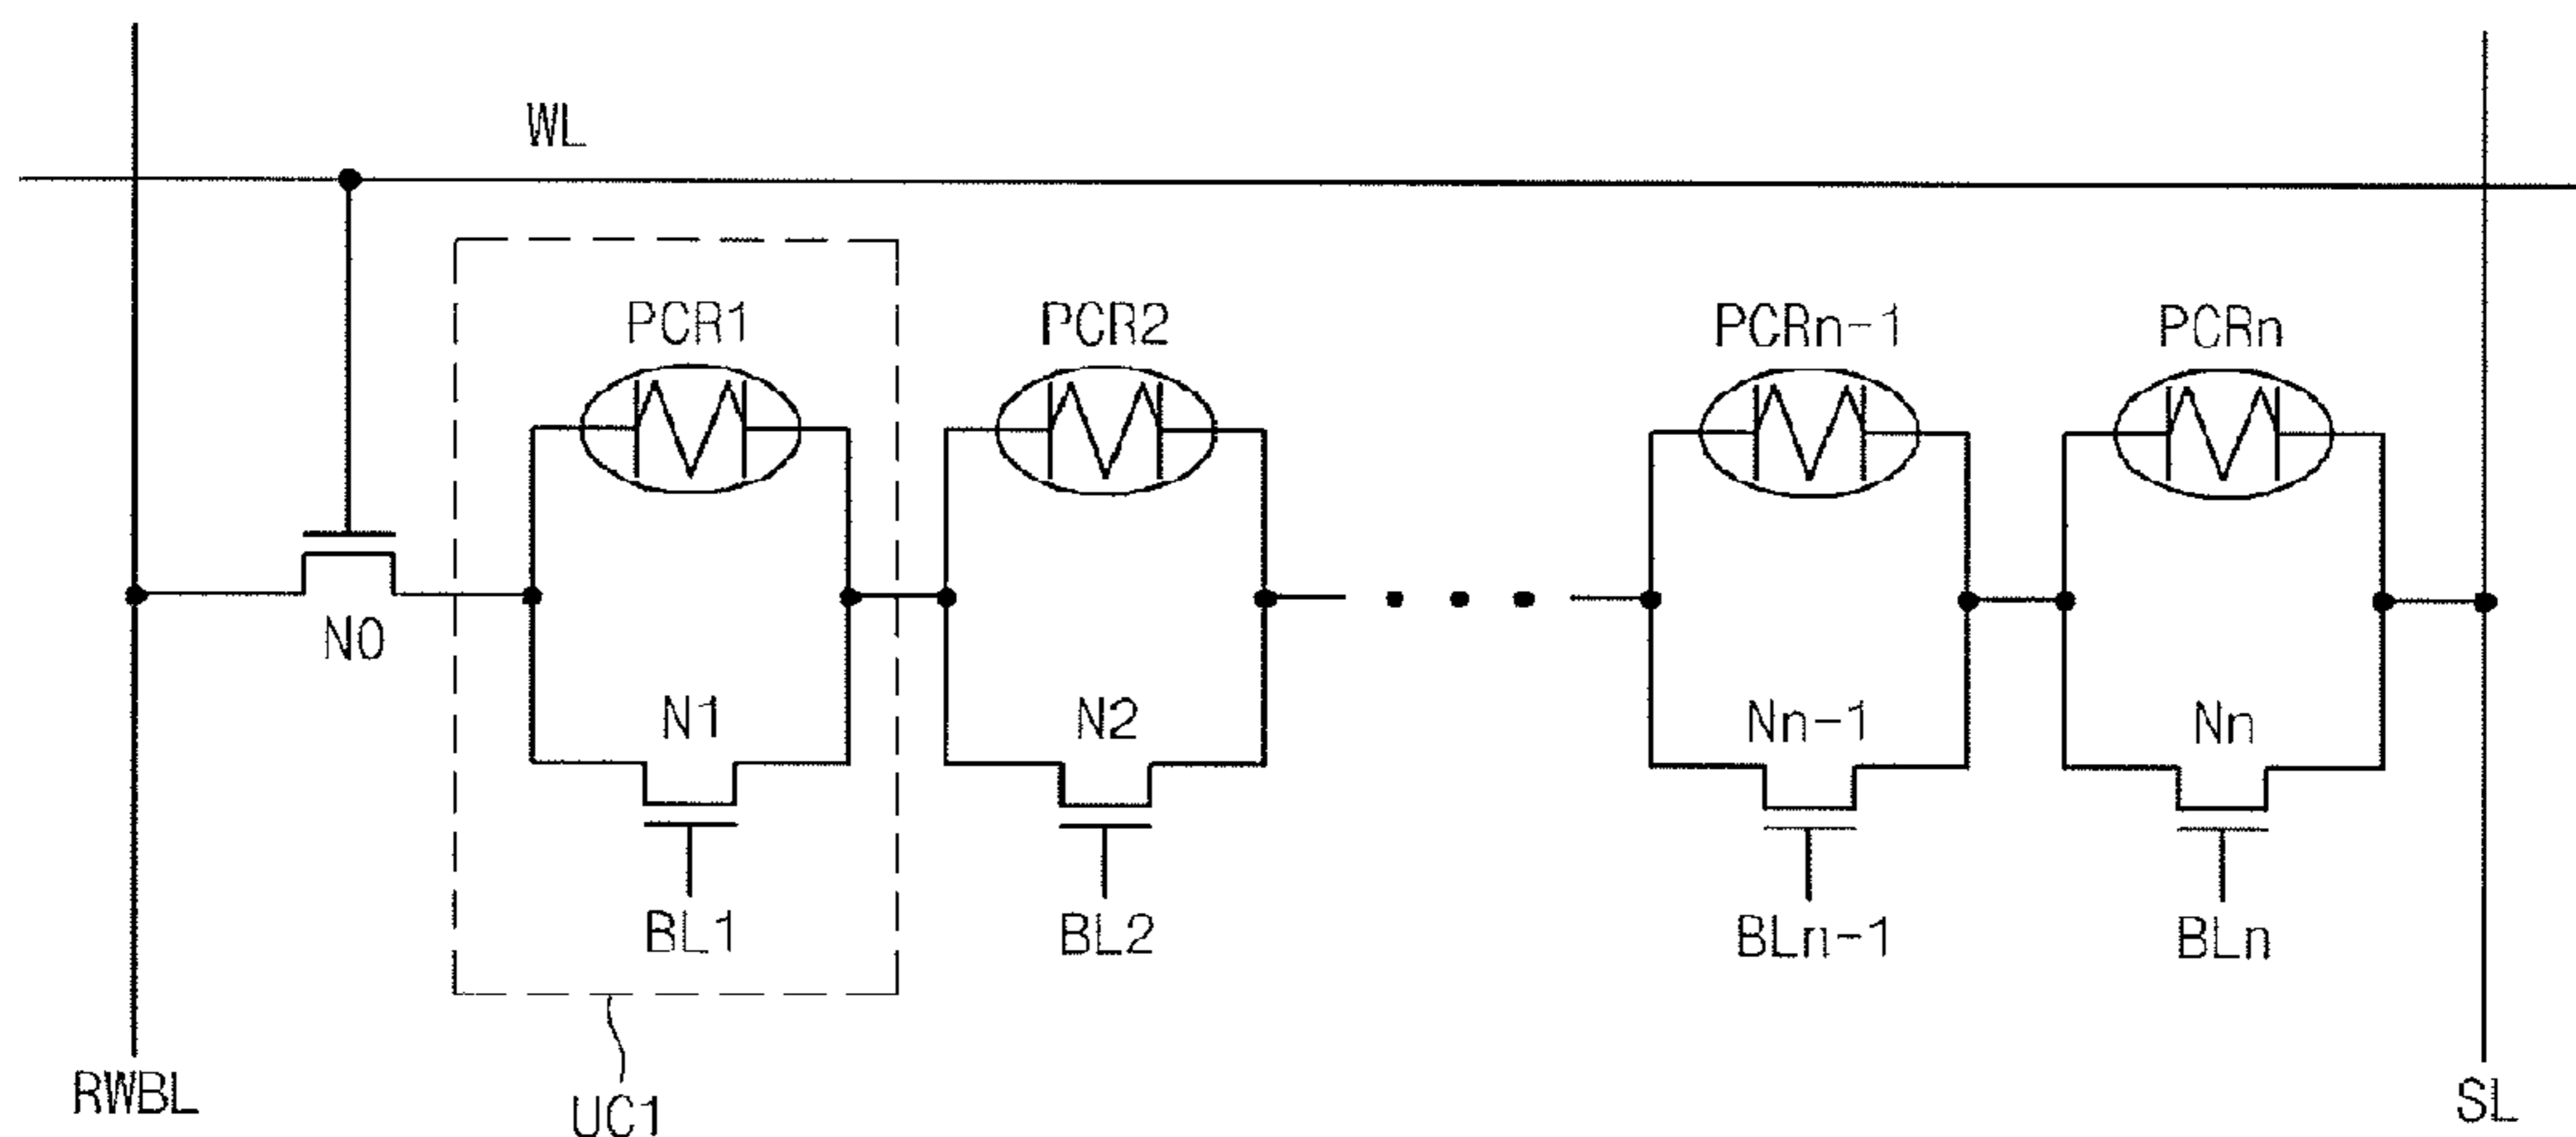 WL
PCR1 PCR2 PCRn-1 PCRn
N0
N1 N2 Nn-1 Nn
BL1 BL2 BLn-1 BLn
RWBL UC1 SL